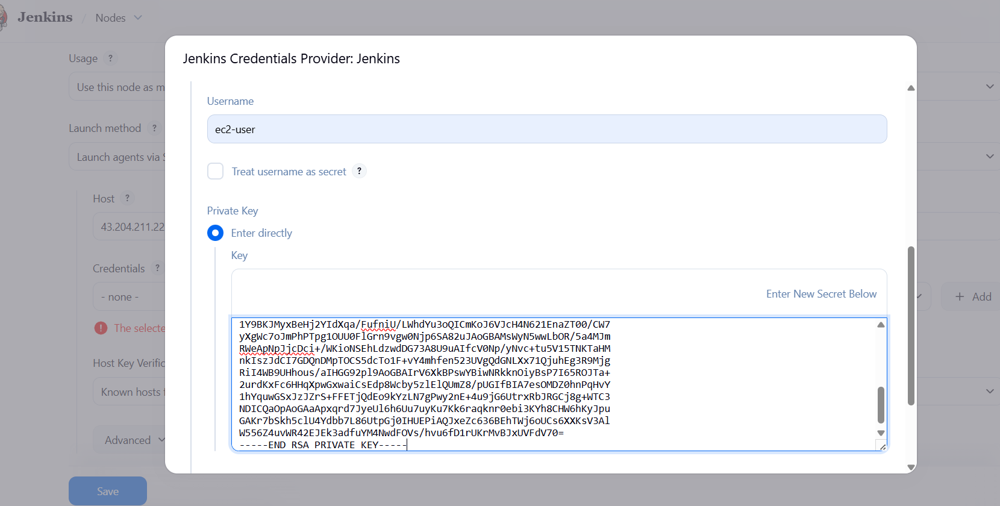 Jenkins / Nodes
Usage ?
Use this node as m
Launch method ?
Launch agents via S
Host ?
43.204.211.22
Credentials ?
- none -
The selecte
Host Key Verific
Known hosts f
Advanced
Save
+ Add
Jenkins Credentials Provider: Jenkins
Username
ec2-user
Treat username as secret ?
Private Key
Enter directly
Key
Enter New Secret Below
1Y9BKJMyxBeHj2YIdXqa/FufniU/LWhdYu3oQICmKoJ6VJcH4N621EnaZT00/CW7
yXgWc7oJmPhPTpg1OUU0FlGrn9vgw0Njp6SA82uJAoGBAMsWyN5wwLbOR/5a4MJm
RWeApNpJjcDci+/WKioNSEhLdzwdDG73A8U9uAIfcV0Np/yNvc+tu5V15TNKTaHM
nkIszJdCI7GDQnDMpTOCS5dcTo1F+vY4mhfen523UVgQdGNLXx71QjuhEg3R9Mjg
RiI4WB9UHhous/aIHGG92pl9AoGBAIrV6XkBPswYBiwNRkknOiyBsP7I65ROJTa+
2urdKxFc6HHqXpwGxwaiCsEdp8Wcby5zlElQUmZ8/pUGIfBIA7esOMDZ0hnPqHvY
1hYquwGSxJzJZrS+FFETjQdEo9kYzLN7gPwy2nE+4u9jG6UtrxRbJRGCj8g+WTC3
NDICQaOpAoGAaApxqrd7JyeUl6h6Uu7uyKu7Kk6raqknr0ebi3KYh8CHW6hKyJpu
GAKr7bSkh5clU4Ydbb7L86UtpGj0IHUEPiAQJxeZc636BEhTWj6oUCs6XXKsV3Al
W556Z4uvWR42EJEk3adfuYM4NwdFOVs/hvu6fD1rUKrMvBJxUVFdV70=
-----END RSA PRIVATE KEY-----